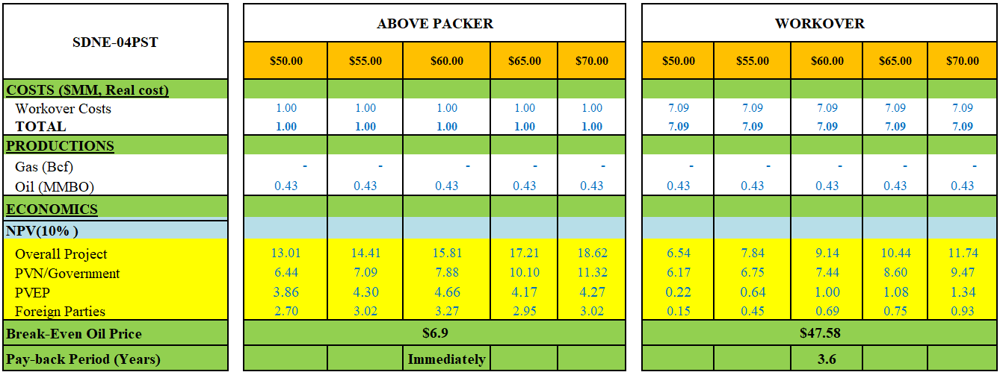 SDNE-04PST
ABOVE PACKER
WORKOVER
$50.00 $55.00 $60.00 $65.00 $70.00 $50.00 $55.00 $60.00 $65.00 $70.00
COSTS ($MM, Real cost)
Workover Costs 1.00 1.00 1.00 1.00 1.00 7.09 7.09 7.09 7.09 7.09
TOTAL 1.00 1.00 1.00 1.00 1.00 7.09 7.09 7.09 7.09 7.09
PRODUCTIONS
Gas (Bcf) - - - - - - - - - -
Oil (MMBO) 0.43 0.43 0.43 0.43 0.43 0.43 0.43 0.43 0.43 0.43
ECONOMICS
NPV(10% )
Overall Project 13.01 14.41 15.81 17.21 18.62 6.54 7.84 9.14 10.44 11.74
PVN/Government 6.44 7.09 7.88 10.10 11.32 6.17 6.75 7.44 8.60 9.47
PVEP 3.86 4.30 4.66 4.17 4.27 0.22 0.64 1.00 1.08 1.34
Foreign Parties 2.70 3.02 3.27 2.95 3.02 0.15 0.45 0.69 0.75 0.93
Break-Even Oil Price $6.9 $47.58
Pay-back Period (Years) Immediately 3.6